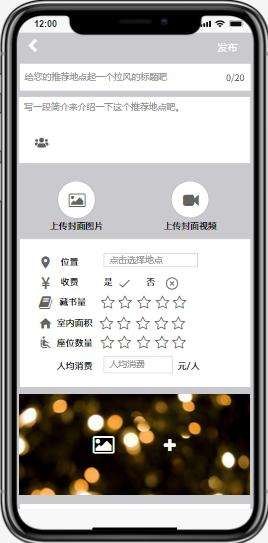 12:00
发布
给您的推荐地点起一个拉风的标题吧 0/20
写一段简介来介绍一下这个推荐地点吧。
上传封面图片 上传封面视频
位置 点击选择地点
¥ 收费 是 否
藏书量
室内面积
座位数量
人均消费 人均消费 元/人